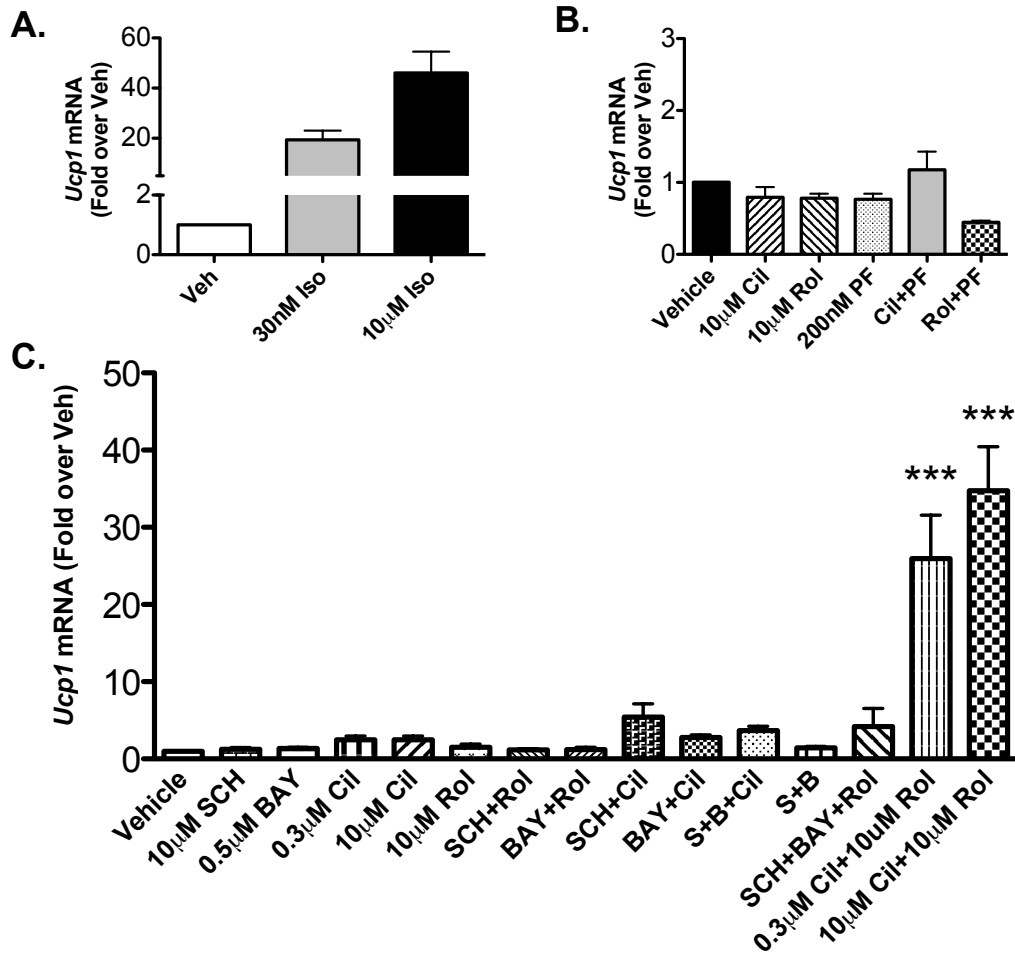 A.
Ucp1 mRNA
(Fold over Veh)
60
40
20
2
0
Veh
30nM Iso
10μM Iso
B.
Ucp1 mRNA
(Fold over Veh)
3
2
1
0
Vehicle
10μM Cil
10μM Rol
200nM PF
Cil+PF
Rol+PF
C.
Ucp1 mRNA (Fold over Veh)
50
40
30
20
10
0
***
***
Vehicle
10μM SCH
0.5μM BAY
0.3μM Cil
10μM Cil
10μM Rol
SCH+Rol
BAY+Rol
SCH+Cil
BAY+Cil
S+B+Cil
S+B
SCH+BAY+Rol
0.3μM Cil+10uM Rol
10μM Cil+10μM Rol